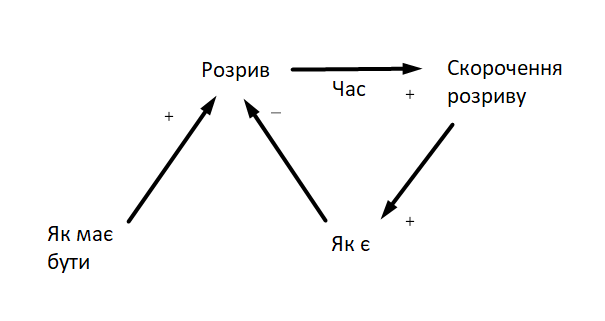 Розрив
Час
Скорочення
розриву
+
+
–
+
Як має
бути
Як є